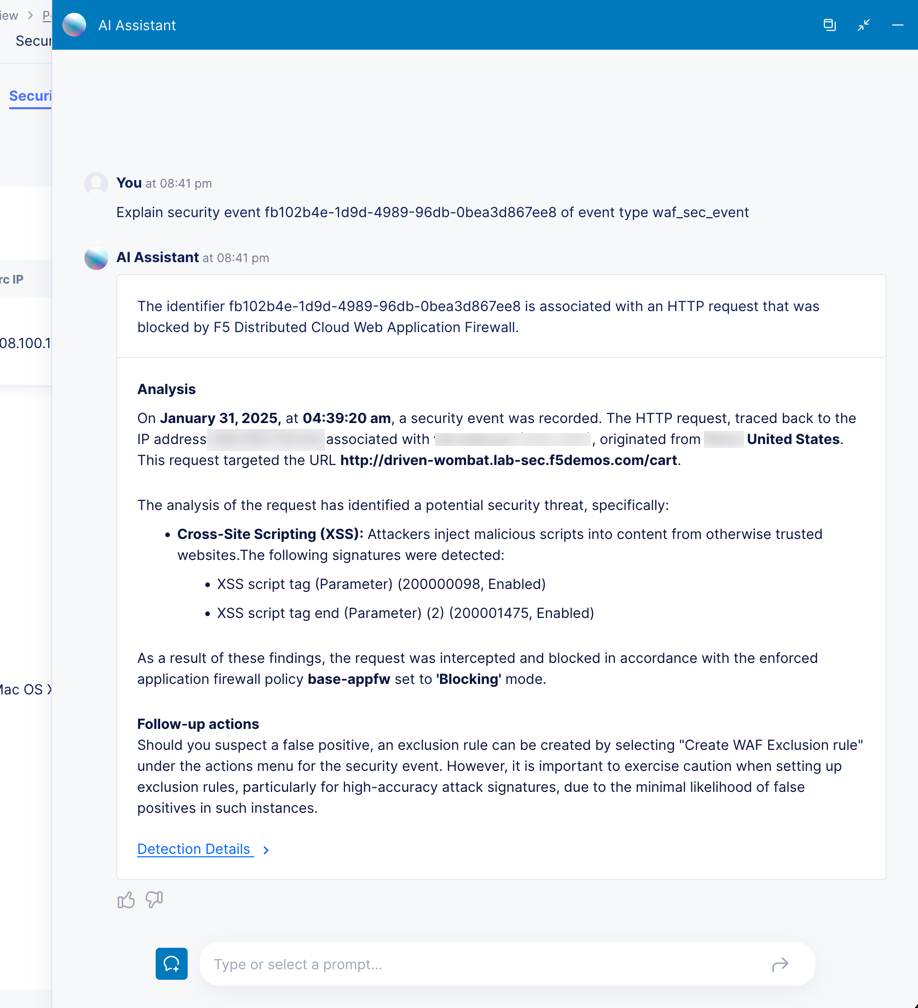 iew > P
AI Assistant
Secur
Securi
rc IP
08.100.1
Mac OS X
You at 08:41 pm
Explain security event fb102b4e-1d9d-4989-96db-0bea3d867ee8 of event type waf_sec_event
AI Assistant at 08:41 pm
The identifier fb102b4e-1d9d-4989-96db-0bea3d867ee8 is associated with an HTTP request that was
blocked by F5 Distributed Cloud Web Application Firewall.
Analysis
On January 31, 2025, at 04:39:20 am, a security event was recorded. The HTTP request, traced back to the
IP address associated with , originated from United States.
This request targeted the URL http://driven-wombat.lab-sec.f5demos.com/cart.
The analysis of the request has identified a potential security threat, specifically:
• Cross-Site Scripting (XSS): Attackers inject malicious scripts into content from otherwise trusted
websites.The following signatures were detected:
• XSS script tag (Parameter) (200000098, Enabled)
• XSS script tag end (Parameter) (2) (200001475, Enabled)
As a result of these findings, the request was intercepted and blocked in accordance with the enforced
application firewall policy base-appfw set to 'Blocking' mode.
Follow-up actions
Should you suspect a false positive, an exclusion rule can be created by selecting "Create WAF Exclusion rule"
under the actions menu for the security event. However, it is important to exercise caution when setting up
exclusion rules, particularly for high-accuracy attack signatures, due to the minimal likelihood of false
positives in such instances.
Detection Details >
Type or select a prompt...